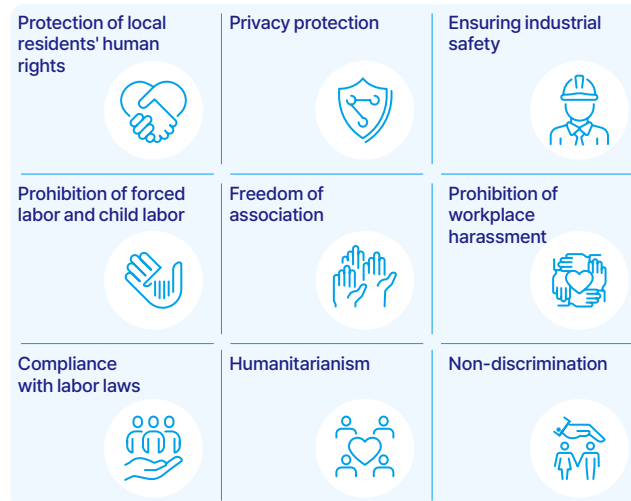 Protection of local
residents' human
rights
Privacy protection
Ensuring industrial
safety
Prohibition of forced
labor and child labor
Freedom of
association
Prohibition of
workplace
harassment
Compliance
with labor laws
Humanitarianism
Non-discrimination